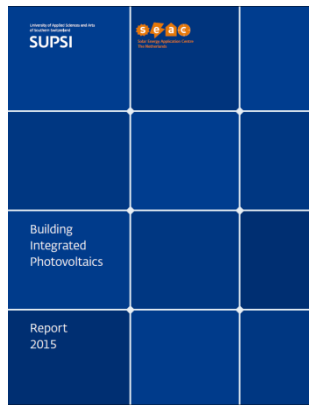 University of Applied Sciences and Arts
of Southern Switzerland
SUPSI
seac
Solar Energy Application Centre
The Netherlands
Building
Integrated
Photovoltaics
Report
2015